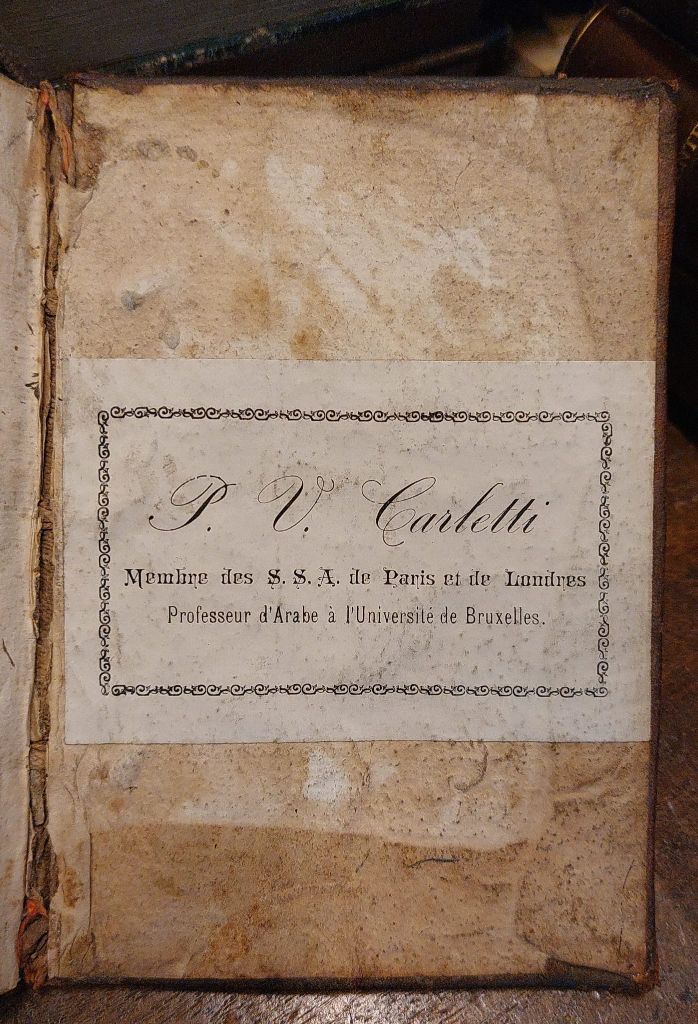 P. V. Carletti
Membre des S. S. A. de Paris et de Londres
Professeur d'Arabe à l'Université de Bruxelles.